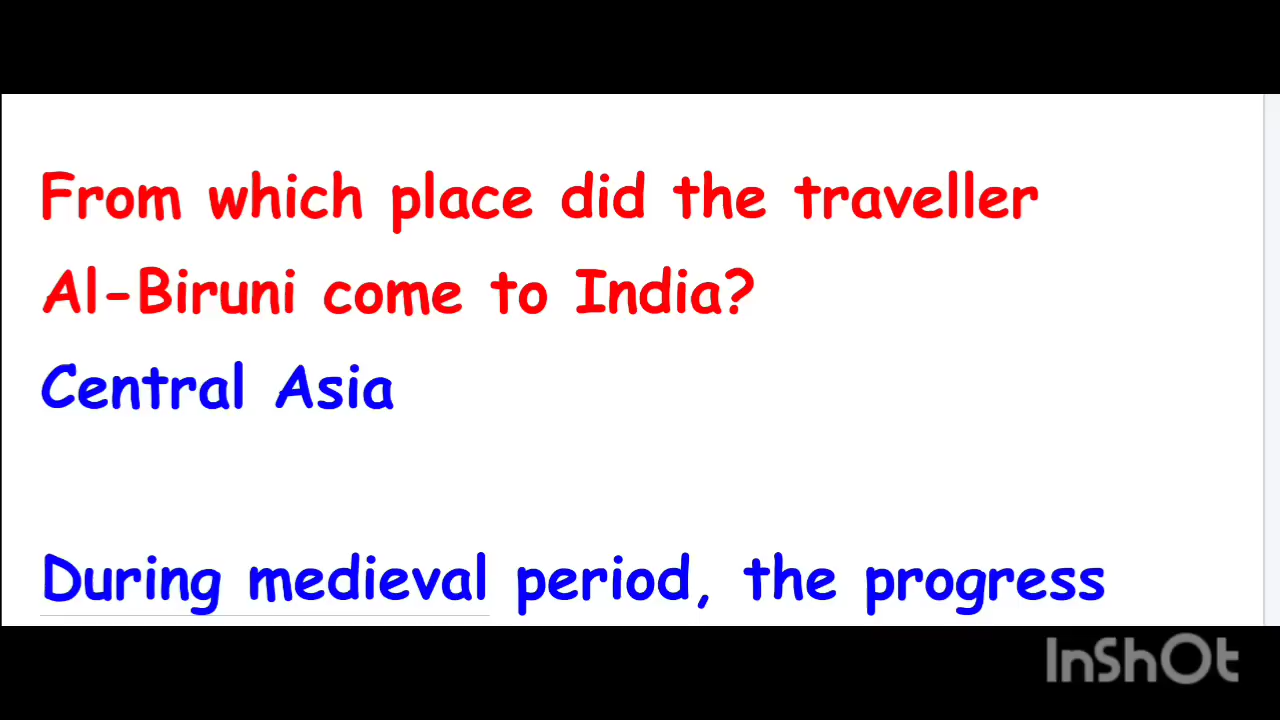 From which place did the traveller
Al-Biruni come to India?
Central Asia
During medieval period, the progress
InShOt